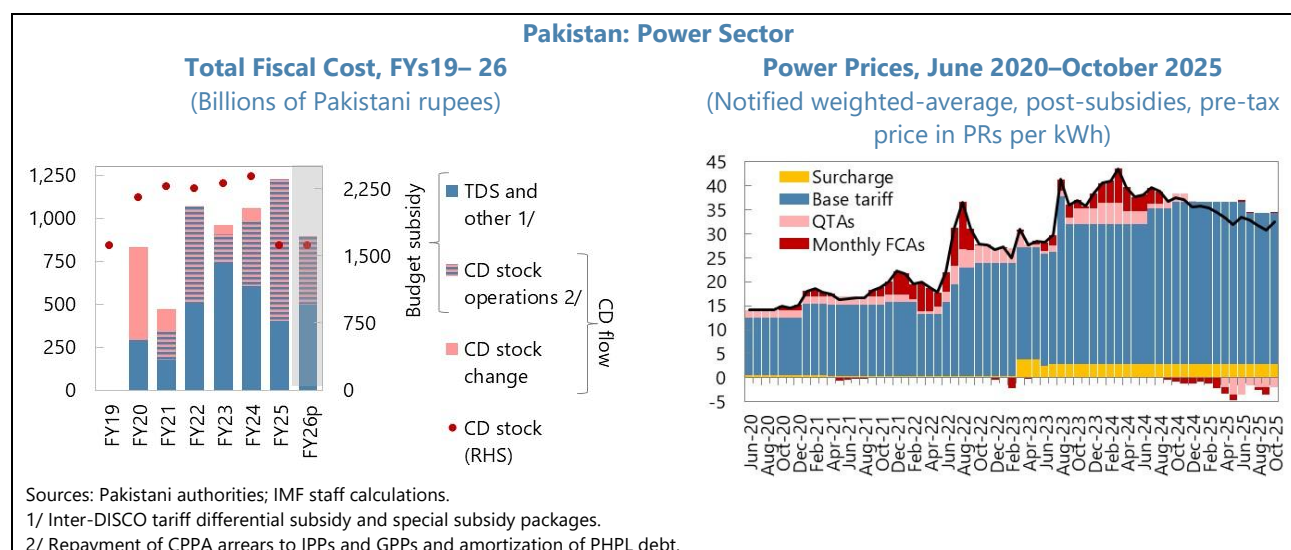 Pakistan: Power Sector
Total Fiscal Cost, FYs19– 26
(Billions of Pakistani rupees)
1,250
1,000
750
500
250
0
2,250
1,500
750
0
FY19
FY20
FY21
FY22
FY23
FY24
FY25
FY26p
TDS and
other 1/
CD stock
operations 2/
CD stock
change
CD stock
(RHS)
Budget subsidy
CD flow
Power Prices, June 2020–October 2025
(Notified weighted-average, post-subsidies, pre-tax
price in PRs per kWh)
45
40
35
30
25
20
15
10
5
0
-5
Surcharge
Base tariff
QTAs
Monthly FCAs
Jun-20
Aug-20
Oct-20
Dec-20
Feb-21
Apr-21
Jun-21
Aug-21
Oct-21
Dec-21
Feb-22
Apr-22
Jun-22
Aug-22
Oct-22
Dec-22
Feb-23
Apr-23
Jun-23
Aug-23
Oct-23
Dec-23
Feb-24
Apr-24
Jun-24
Aug-24
Oct-24
Dec-24
Feb-25
Apr-25
Jun-25
Aug-25
Oct-25
Sources: Pakistani authorities; IMF staff calculations.
1/ Inter-DISCO tariff differential subsidy and special subsidy packages.
2/ Repayment of CPPA arrears to IPPs and GPPs and amortization of PHPL debt.